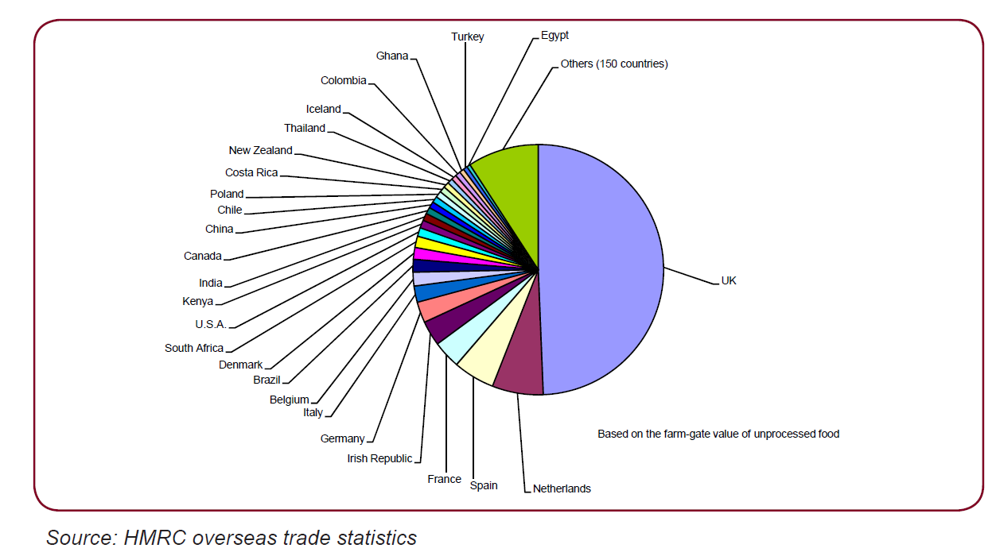 Turkey
Egypt
Ghana
Others (150 countries)
Colombia
Iceland
Thailand
New Zealand
Costa Rica
Poland
Chile
China
Canada
UK
India
Kenya
U.S.A.
South Africa
Denmark
Brazil
Belgium
Italy
Based on the farm-gate value of unprocessed food
Germany
Irish Republic
France
Spain
Netherlands
Source: HMRC overseas trade statistics